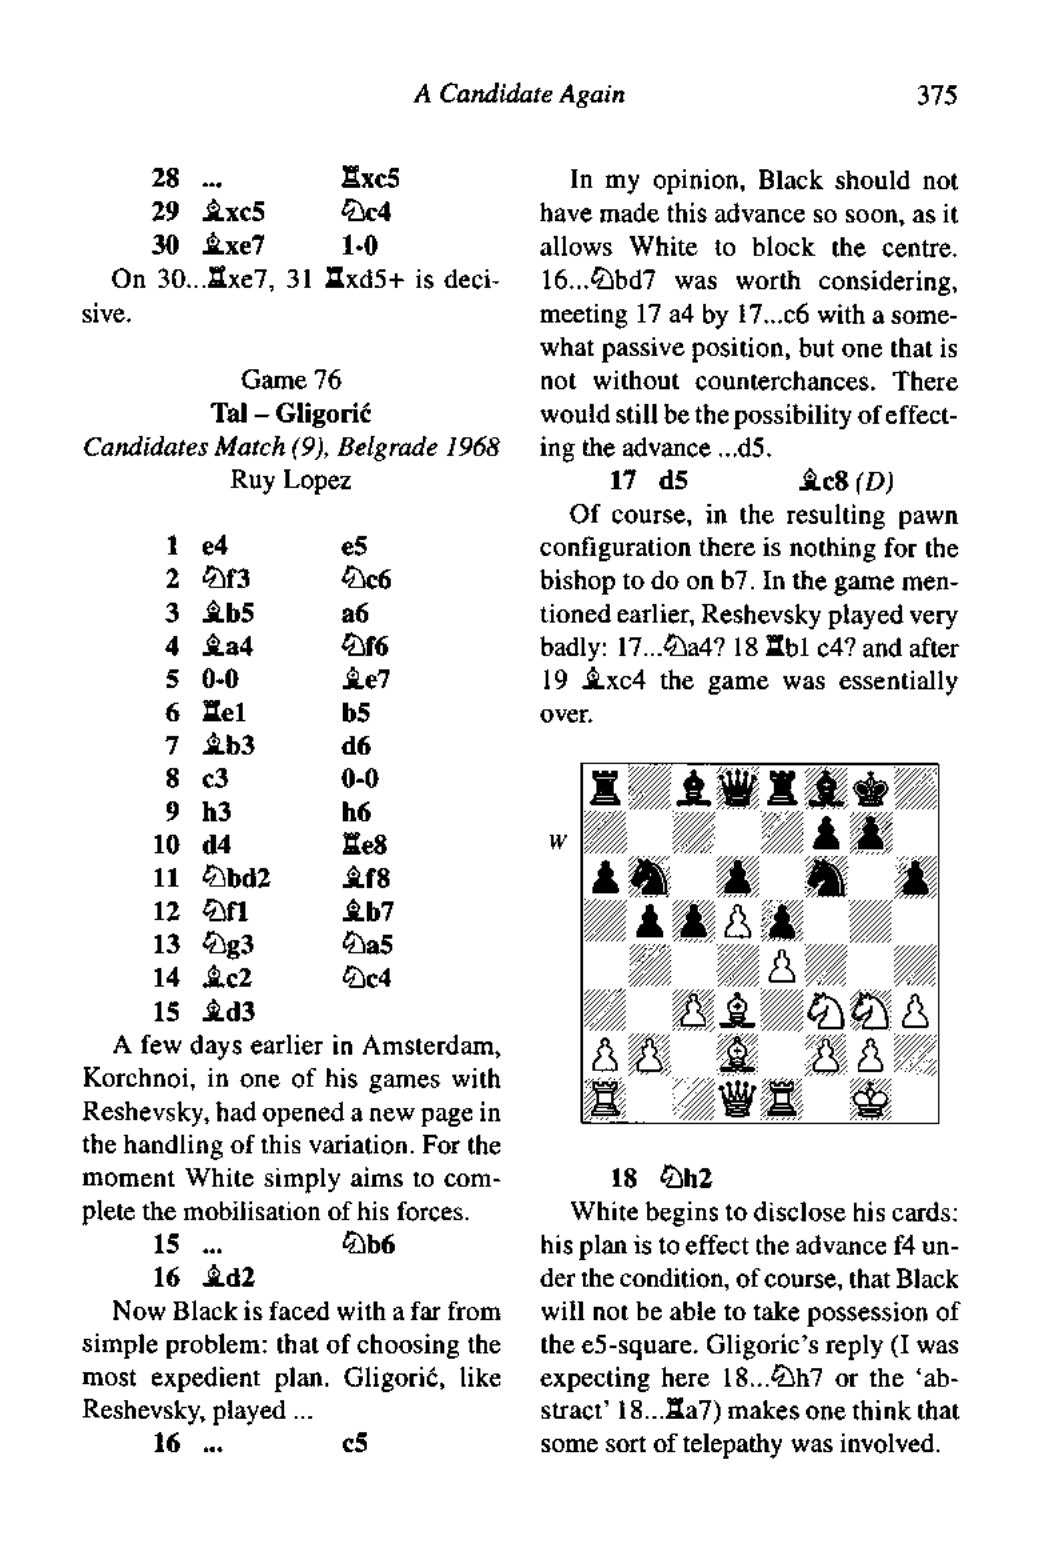 A Candidate Again 375
28 ... ♖xc5
29 ♗xc5 ♘c4
30 ♗xe7 1-0
On 30...♖xe7, 31 ♖xd5+ is deci-
sive.
Game 76
Tal – Gligorić
Candidates Match (9), Belgrade 1968
Ruy Lopez
1 e4 e5
2 ♘f3 ♘c6
3 ♗b5 a6
4 ♗a4 ♘f6
5 0-0 ♗e7
6 ♖e1 b5
7 ♗b3 d6
8 c3 0-0
9 h3 h6
10 d4 ♖e8
11 ♘bd2 ♗f8
12 ♘f1 ♗b7
13 ♘g3 ♘a5
14 ♗c2 ♘c4
15 ♗d3
A few days earlier in Amsterdam,
Korchnoi, in one of his games with
Reshevsky, had opened a new page in
the handling of this variation. For the
moment White simply aims to com-
plete the mobilisation of his forces.
15 ... ♘b6
16 ♗d2
Now Black is faced with a far from
simple problem: that of choosing the
most expedient plan. Gligorić, like
Reshevsky, played ...
16 ... c5
In my opinion, Black should not
have made this advance so soon, as it
allows White to block the centre.
16...♘bd7 was worth considering,
meeting 17 a4 by 17...c6 with a some-
what passive position, but one that is
not without counterchances. There
would still be the possibility of effect-
ing the advance ...d5.
17 d5 ♗c8 (D)
Of course, in the resulting pawn
configuration there is nothing for the
bishop to do on b7. In the game men-
tioned earlier, Reshevsky played very
badly: 17...♘a4? 18 ♖b1 c4? and after
19 ♗xc4 the game was essentially
over.
W
18 ♘h2
White begins to disclose his cards:
his plan is to effect the advance f4 un-
der the condition, of course, that Black
will not be able to take possession of
the e5-square. Gligoric's reply (I was
expecting here 18...♘h7 or the 'ab-
stract' 18...♖a7) makes one think that
some sort of telepathy was involved.